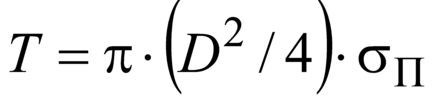 T = π · (D² / 4) · σ_П